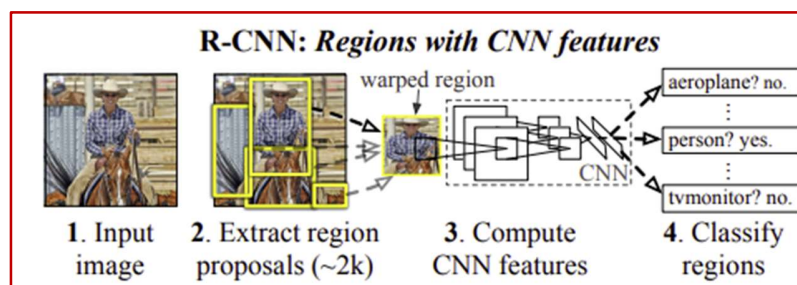 R-CNN: Regions with CNN features
warped region
aeroplane? no.
⋮
person? yes.
⋮
tvmonitor? no.
CNN
1. Input
image
2. Extract region
proposals (~2k)
3. Compute
CNN features
4. Classify
regions